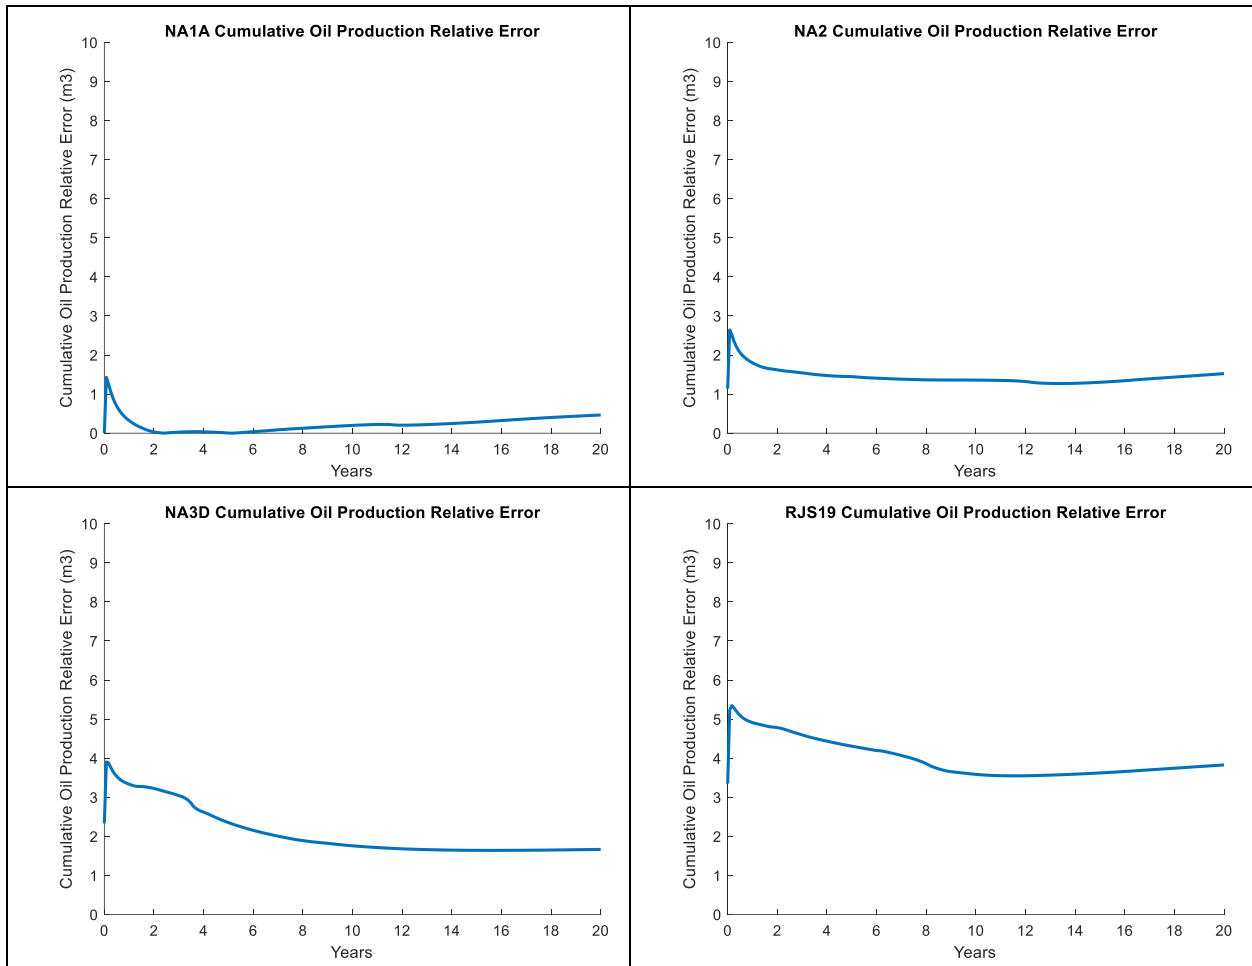 NA1A Cumulative Oil Production Relative Error
Cumulative Oil Production Relative Error (m3)
10
9
8
7
6
5
4
3
2
1
0
0 2 4 6 8 10 12 14 16 18 20
Years
NA2 Cumulative Oil Production Relative Error
Cumulative Oil Production Relative Error (m3)
10
9
8
7
6
5
4
3
2
1
0
0 2 4 6 8 10 12 14 16 18 20
Years
NA3D Cumulative Oil Production Relative Error
Cumulative Oil Production Relative Error (m3)
10
9
8
7
6
5
4
3
2
1
0
0 2 4 6 8 10 12 14 16 18 20
Years
RJS19 Cumulative Oil Production Relative Error
Cumulative Oil Production Relative Error (m3)
10
9
8
7
6
5
4
3
2
1
0
0 2 4 6 8 10 12 14 16 18 20
Years